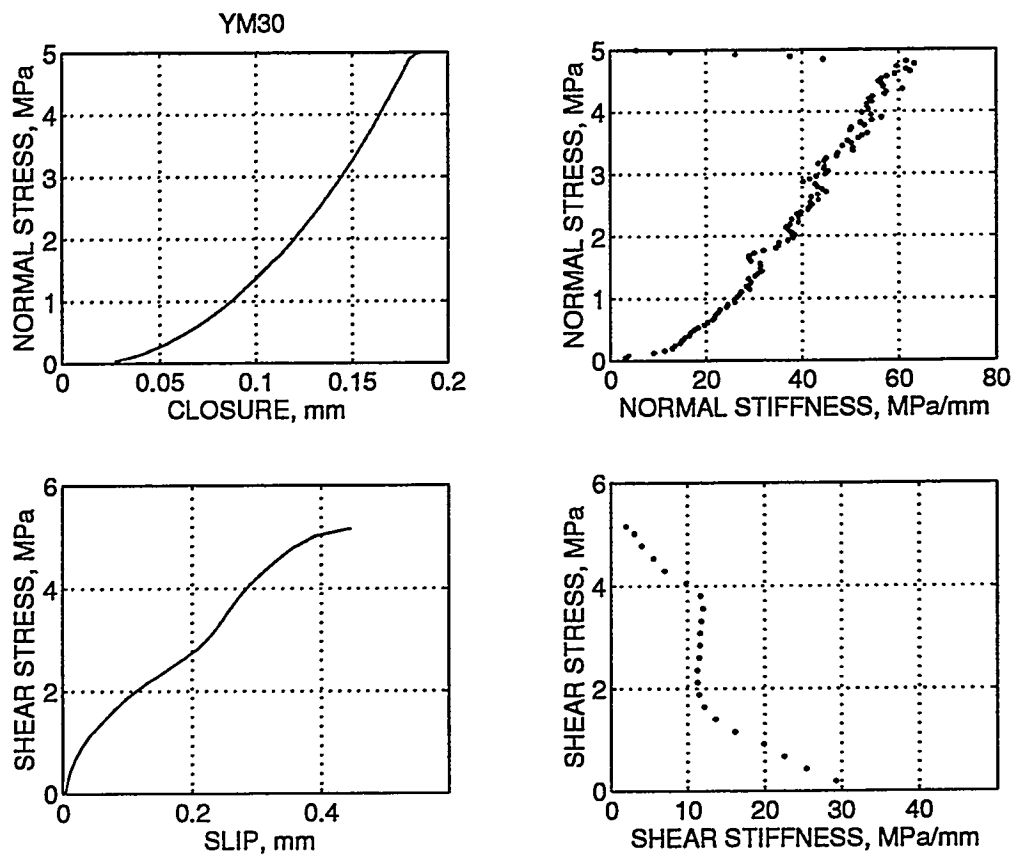 YM30
NORMAL STRESS, MPa
5
4
3
2
1
0
0 0.05 0.1 0.15 0.2
CLOSURE, mm
NORMAL STRESS, MPa
5
4
3
2
1
0
0 20 40 60 80
NORMAL STIFFNESS, MPa/mm
SHEAR STRESS, MPa
6
4
2
0
0 0.2 0.4
SLIP, mm
SHEAR STRESS, MPa
6
4
2
0
0 10 20 30 40
SHEAR STIFFNESS, MPa/mm